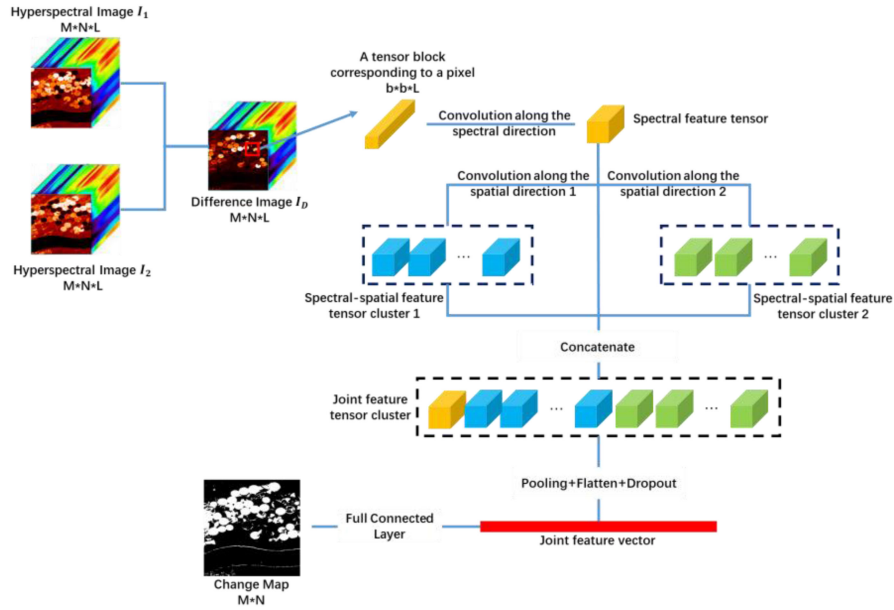 Hyperspectral Image I₁
M*N*L
Hyperspectral Image I₂
M*N*L
Difference Image I_D
M*N*L
A tensor block
corresponding to a pixel
b*b*L
Convolution along the
spectral direction
Spectral feature tensor
Convolution along the
spatial direction 1
Convolution along the
spatial direction 2
...
...
Spectral-spatial feature
tensor cluster 1
Spectral-spatial feature
tensor cluster 2
Concatenate
Joint feature
tensor cluster
...
...
Pooling+Flatten+Dropout
Full Connected
Layer
Joint feature vector
Change Map
M*N